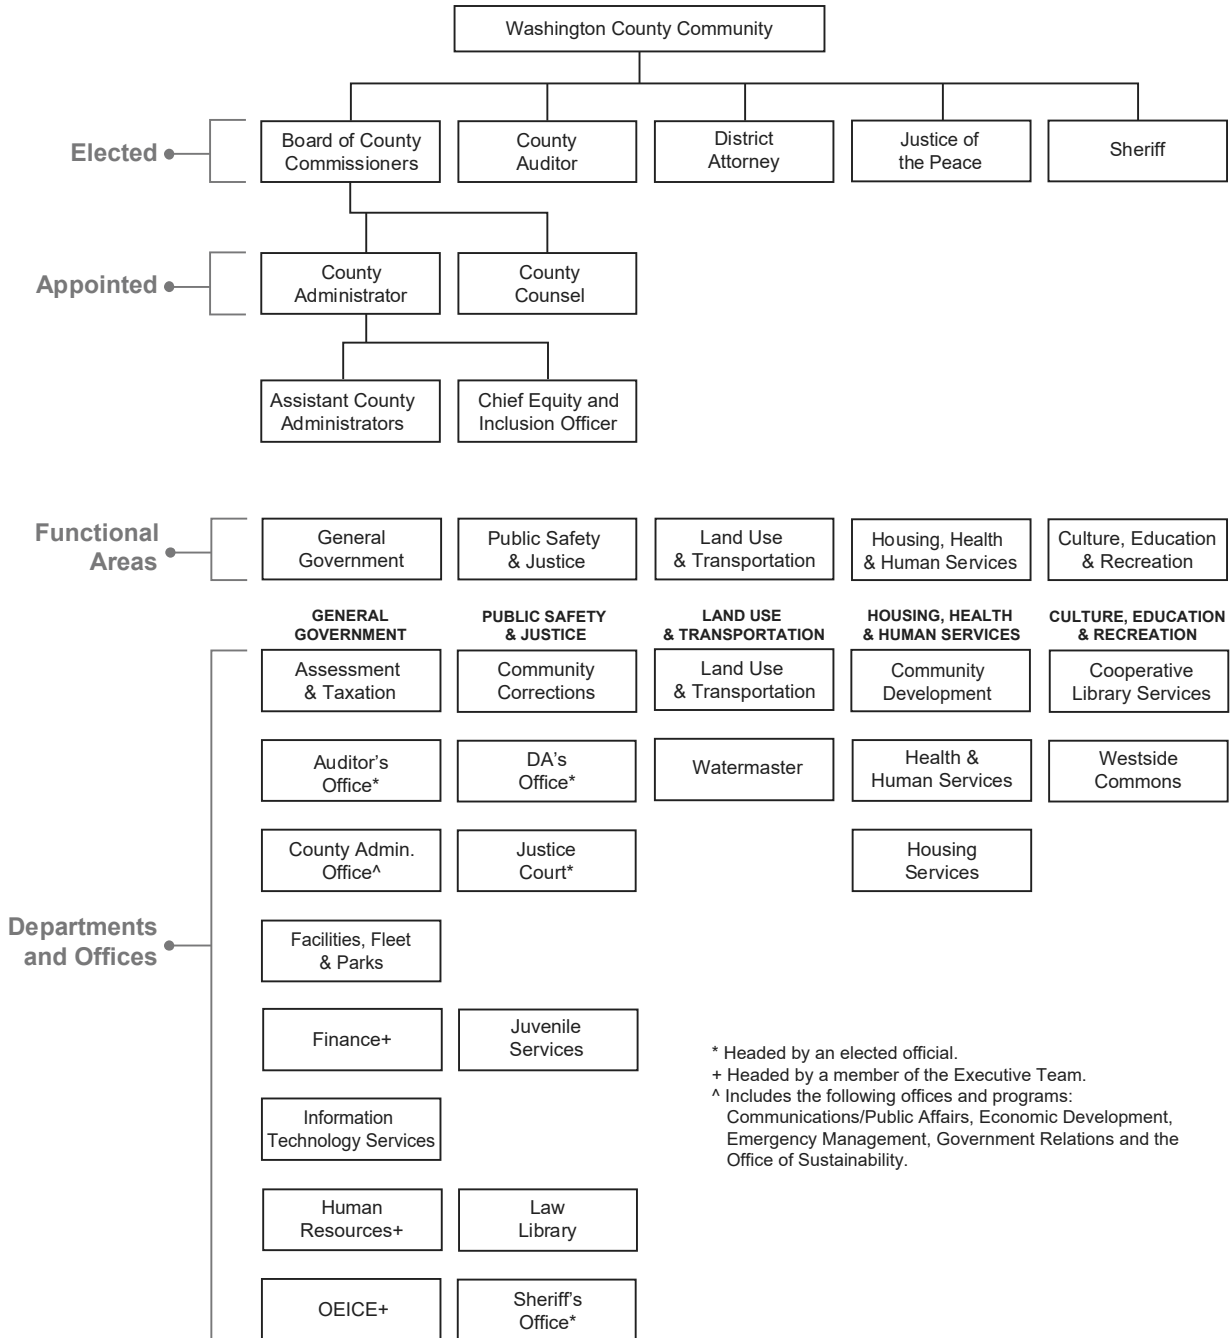 Washington County Community
Elected
Board of County
Commissioners
County
Auditor
District
Attorney
Justice of
the Peace
Sheriff
Appointed
County
Administrator
County
Counsel
Assistant County
Administrators
Chief Equity and
Inclusion Officer
Functional
Areas
General
Government
Public Safety
& Justice
Land Use
& Transportation
Housing, Health
& Human Services
Culture, Education
& Recreation
GENERAL
GOVERNMENT
PUBLIC SAFETY
& JUSTICE
LAND USE
& TRANSPORTATION
HOUSING, HEALTH
& HUMAN SERVICES
CULTURE, EDUCATION
& RECREATION
Departments
and Offices
Assessment
& Taxation
Community
Corrections
Land Use
& Transportation
Community
Development
Cooperative
Library Services
Auditor's
Office*
DA's
Office*
Watermaster
Health &
Human Services
Westside
Commons
County Admin.
Office^
Justice
Court*
Housing
Services
Facilities, Fleet
& Parks
Finance+
Juvenile
Services
Information
Technology Services
Human
Resources+
Law
Library
OEICE+
Sheriff's
Office*
* Headed by an elected official.
+ Headed by a member of the Executive Team.
^ Includes the following offices and programs:
Communications/Public Affairs, Economic Development,
Emergency Management, Government Relations and the
Office of Sustainability.